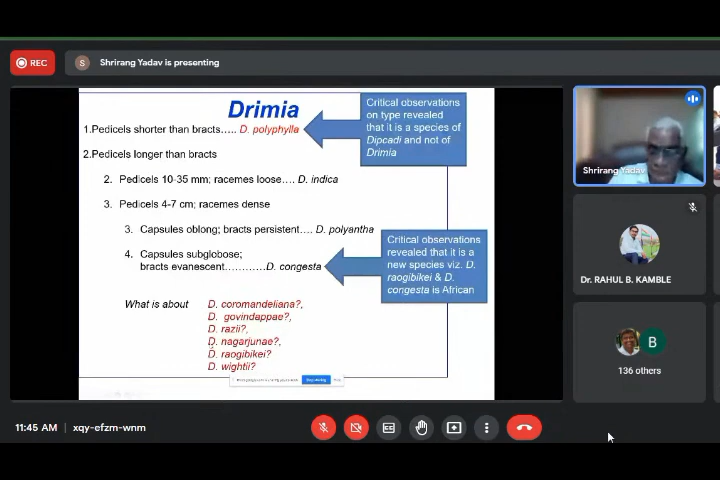 REC
S
Shrirang Yadav is presenting
Drimia
1.Pedicels shorter than bracts..... D. polyphylla
Critical observations
on type revealed
that it is a species of
Dipcadi and not of
Drimia
2.Pedicels longer than bracts
2. Pedicels 10-35 mm; racemes loose.... D. indica
3. Pedicels 4-7 cm; racemes dense
3. Capsules oblong; bracts persistent.... D. polyantha
4. Capsules subglobose;
bracts evanescent............D. congesta
Critical observations
revealed that it is a
new species viz. D.
raogibikei & D.
congesta is African
What is about D. coromandeliana?,
D. govindappae?,
D. razii?,
D. nagarjunae?,
D. raogibikei?
D. wightii?
Shrirang Yadav
Dr. RAHUL B. KAMBLE
B
136 others
11:45 AM | xqy-efzm-wnm